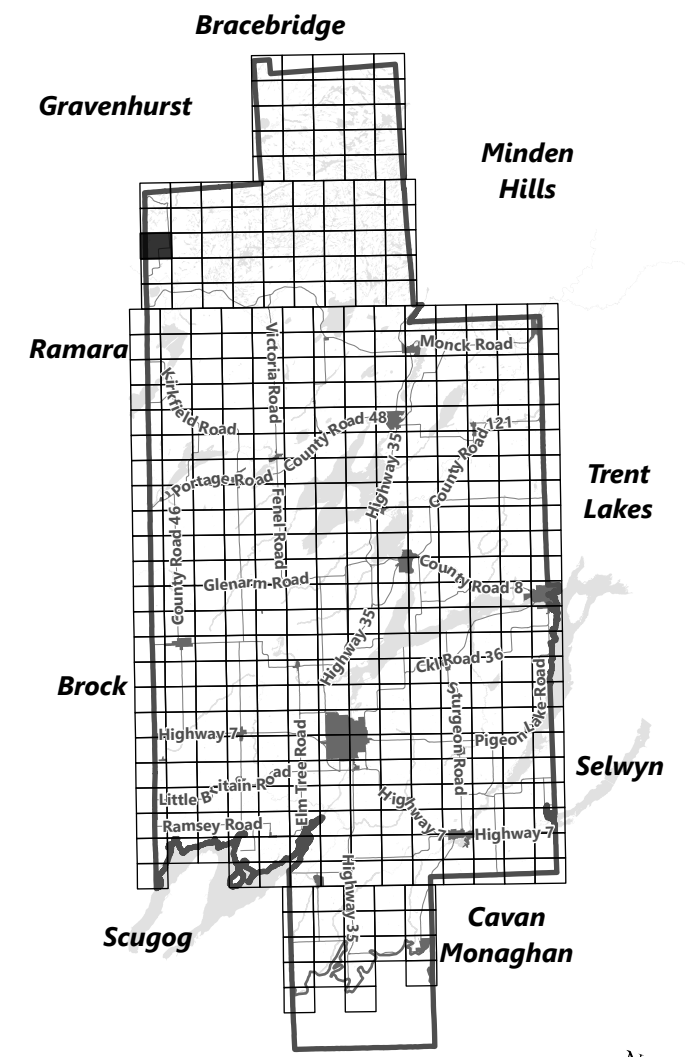 Bracebridge
Gravenhurst
Minden
Hills
Ramara
Victoria Road
Monck Road
Kirkfield Road
County Road 48
County Road 121
Highway 35
Portage Road
Trent
Lakes
County Road 46
Fenel Road
County Road 8
Glenarm Road
Highway 35
Ckl Road 36
Brock
Sturgeon Road
Pigeon Lake Road
Highway 7
Elm Tree Road
Selwyn
Little Britain Road
Highway 7
Ramsey Road
Highway 7
Highway 35
Scugog
Cavan
Monaghan
N